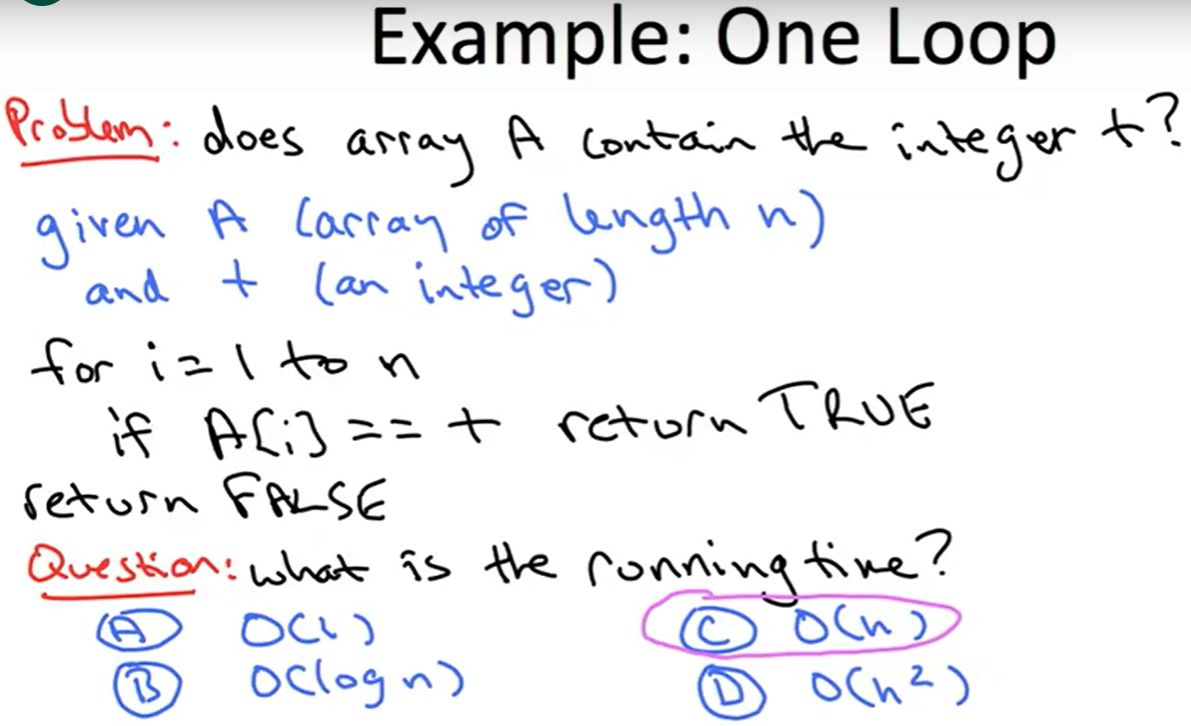 Example: One Loop
Problem: does array A contain the integer t?
given A (array of length n)
and t (an integer)
for i = 1 to n
if A[i] == t return TRUE
return FALSE
Question: what is the running time?
(A) O(1) (C) O(n)
(B) O(log n) (D) O(n²)